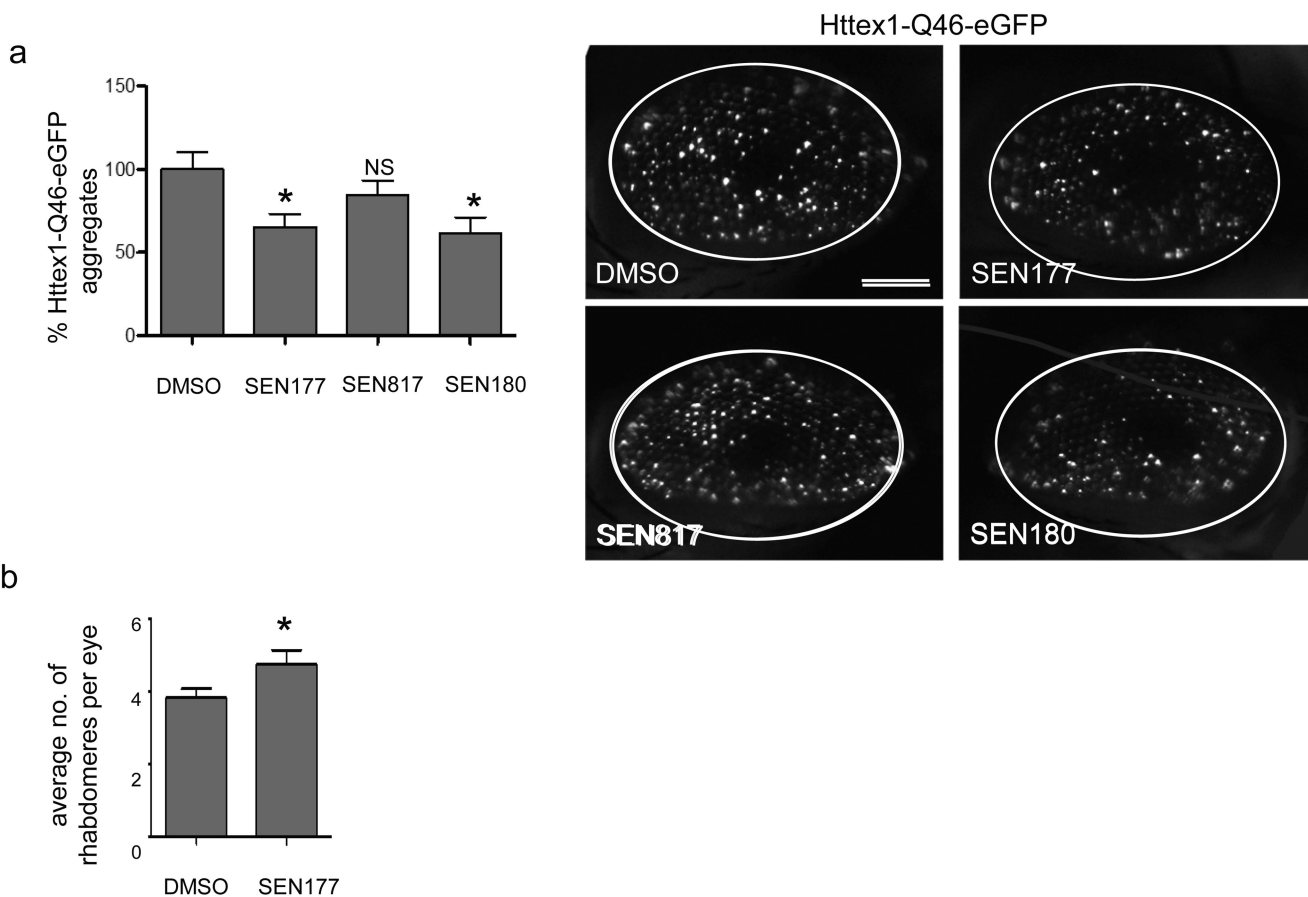 a
Httex1-Q46-eGFP
% Httex1-Q46-eGFP
aggregates
150
100
50
0
*
NS
*
DMSO
SEN177
SEN817
SEN180
DMSO
SEN177
SEN817
SEN180
b
average no. of
rhabdomeres per eye
6
4
2
0
*
DMSO
SEN177